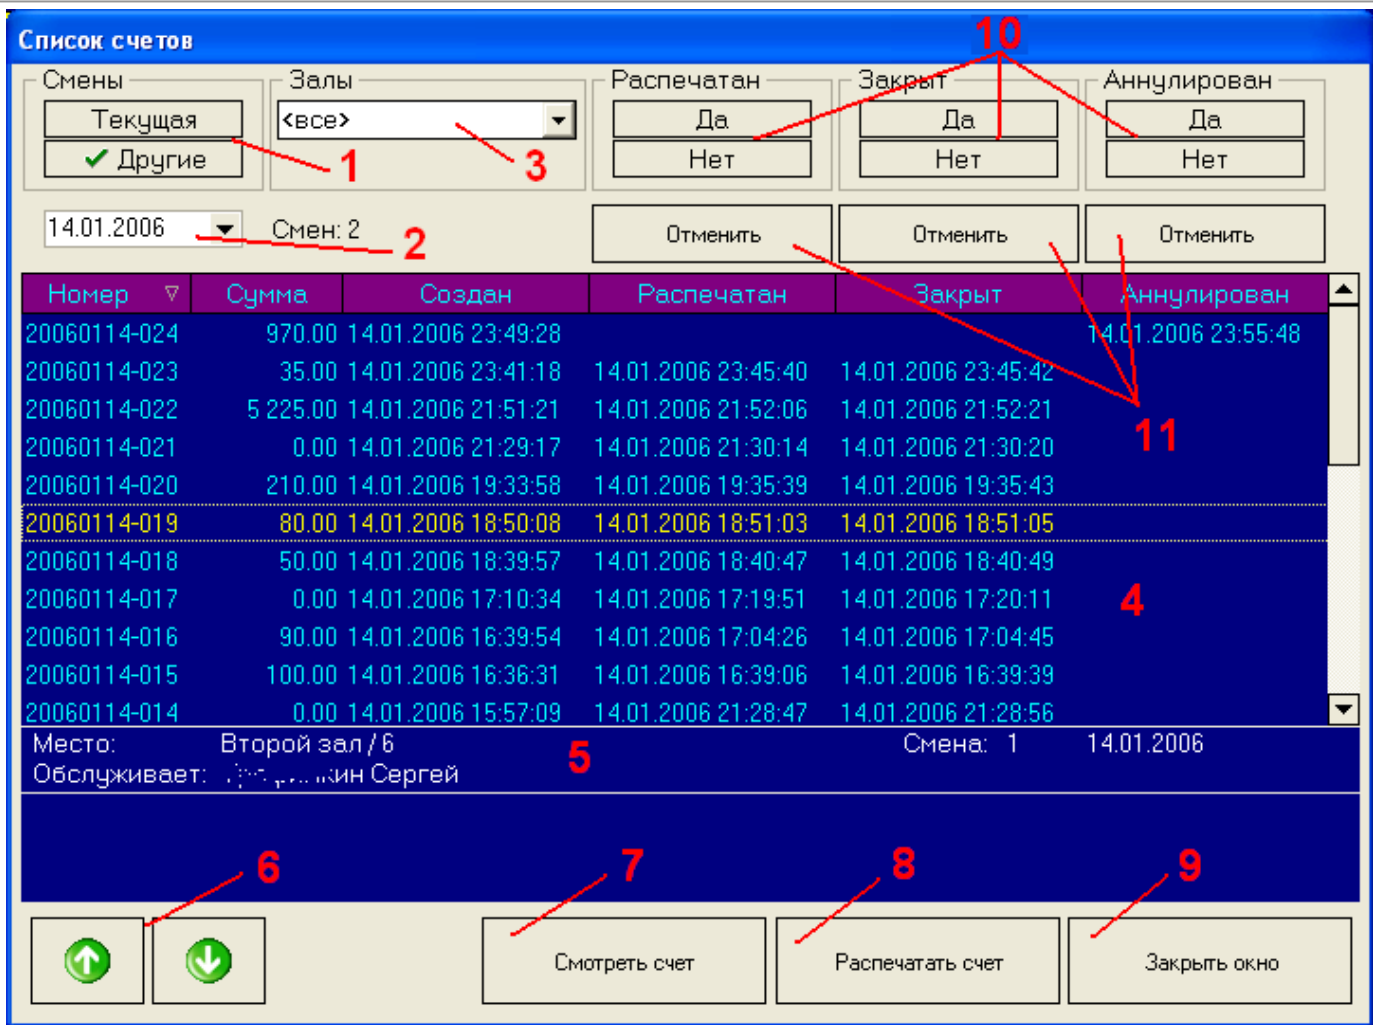 Список счетов
10
Смены Залы Распечатан Закрыт Аннулирован
Текущая <все> Да Да Да
Другие 1 3 Нет Нет Нет
14.01.2006 Смен: 2 2 Отменить Отменить Отменить
Номер Сумма Создан Распечатан Закрыт Аннулирован
20060114-024 970.00 14.01.2006 23:49:28 14.01.2006 23:55:48
20060114-023 35.00 14.01.2006 23:41:18 14.01.2006 23:45:40 14.01.2006 23:45:42
20060114-022 5 225.00 14.01.2006 21:51:21 14.01.2006 21:52:06 14.01.2006 21:52:21
11
20060114-021 0.00 14.01.2006 21:29:17 14.01.2006 21:30:14 14.01.2006 21:30:20
20060114-020 210.00 14.01.2006 19:33:58 14.01.2006 19:35:39 14.01.2006 19:35:43
20060114-019 80.00 14.01.2006 18:50:08 14.01.2006 18:51:03 14.01.2006 18:51:05
20060114-018 50.00 14.01.2006 18:39:57 14.01.2006 18:40:47 14.01.2006 18:40:49
20060114-017 0.00 14.01.2006 17:10:34 14.01.2006 17:19:51 14.01.2006 17:20:11 4
20060114-016 90.00 14.01.2006 16:39:54 14.01.2006 17:04:26 14.01.2006 17:04:45
20060114-015 100.00 14.01.2006 16:36:31 14.01.2006 16:39:06 14.01.2006 16:39:39
20060114-014 0.00 14.01.2006 15:57:09 14.01.2006 21:28:47 14.01.2006 21:28:56
Место: Второй зал / 6 5 Смена: 1 14.01.2006
Обслуживает: Сергей
6 7 8 9
Смотреть счет Распечатать счет Закрыть окно